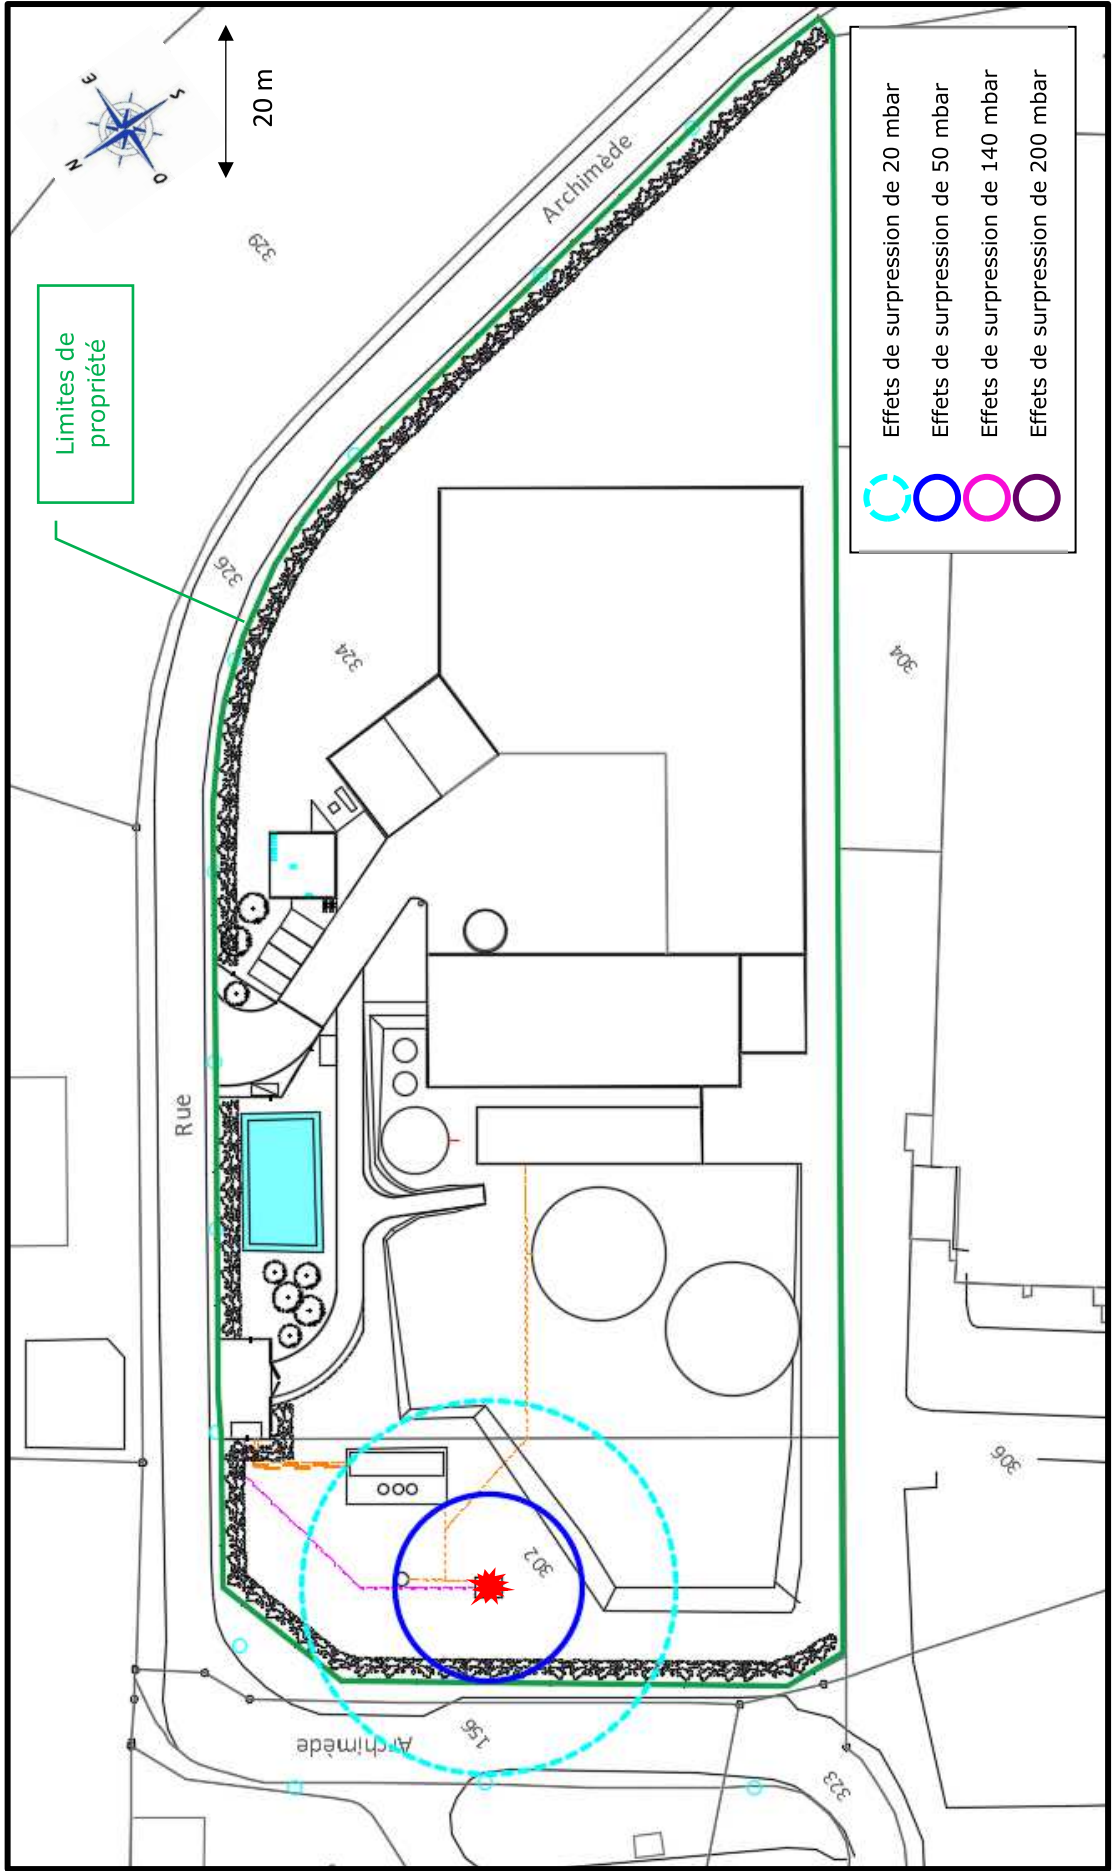 E
S
N
O
20 m
Limites de
propriété
329
Archimède
326
324
304
Effets de surpression de 20 mbar
Effets de surpression de 50 mbar
Effets de surpression de 140 mbar
Effets de surpression de 200 mbar
Rue
302
306
Archimède
156
323